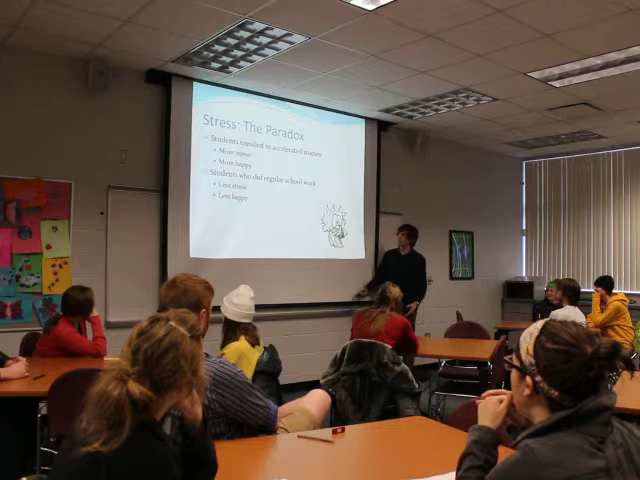 Stress: The Paradox
Students enrolled in accelerated studies
More stress
More happy
Students who did regular school work
Less stress
Less happy